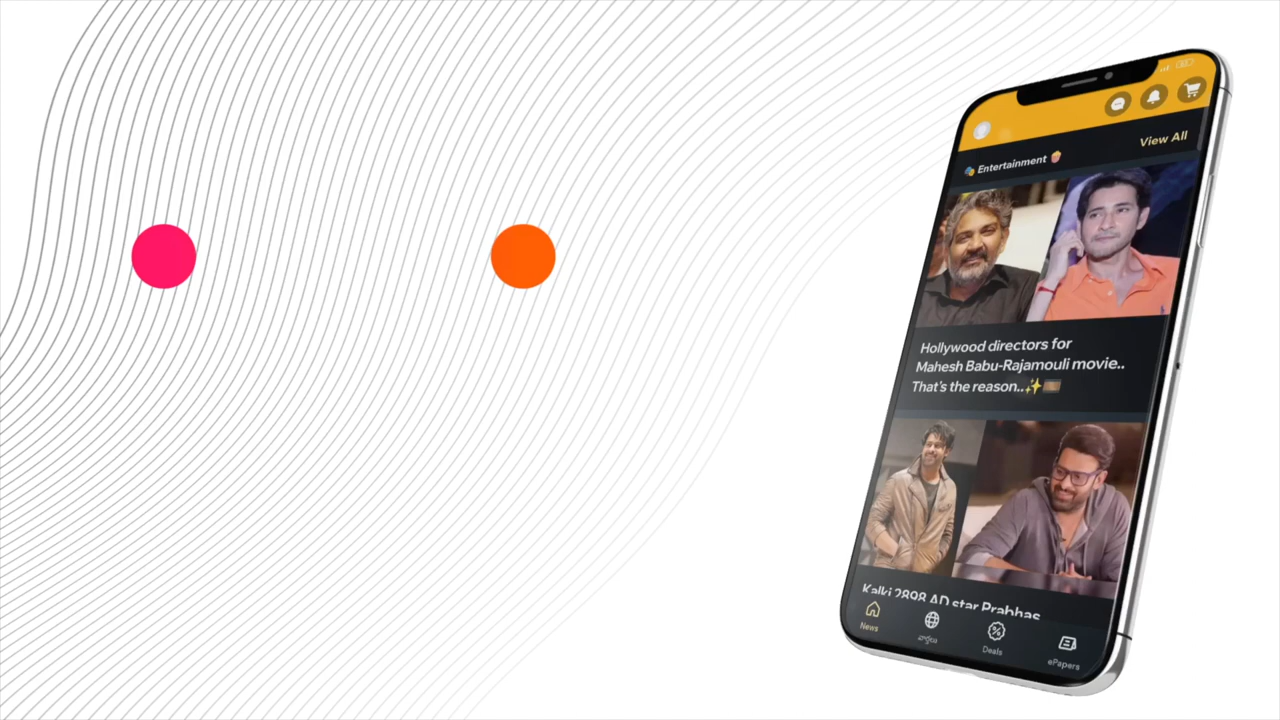 View All
Entertainment
Hollywood directors for
Mahesh Babu-Rajamouli movie..
That's the reason..
Kalki 2898 AD star Prabhas
News
వార్తలు
Deals
ePapers